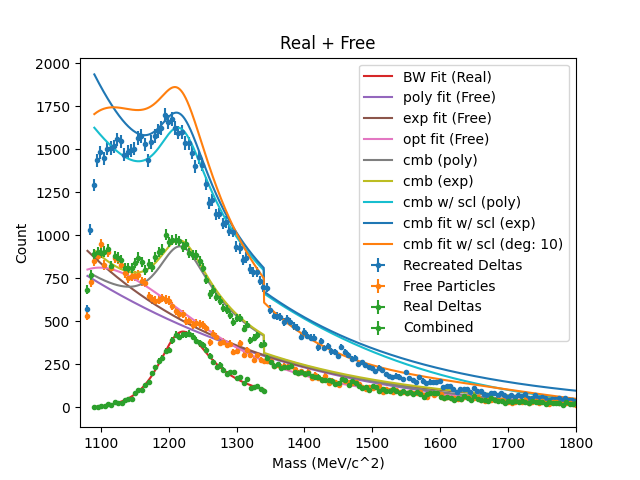 Real + Free
2000
1750
1500
1250
1000
750
500
250
0
Count
1100
1200
1300
1400
1500
1600
1700
1800
Mass (MeV/c^2)
BW Fit (Real)
poly fit (Free)
exp fit (Free)
opt fit (Free)
cmb (poly)
cmb (exp)
cmb w/ scl (poly)
cmb fit w/ scl (exp)
cmb fit w/ scl (deg: 10)
Recreated Deltas
Free Particles
Real Deltas
Combined